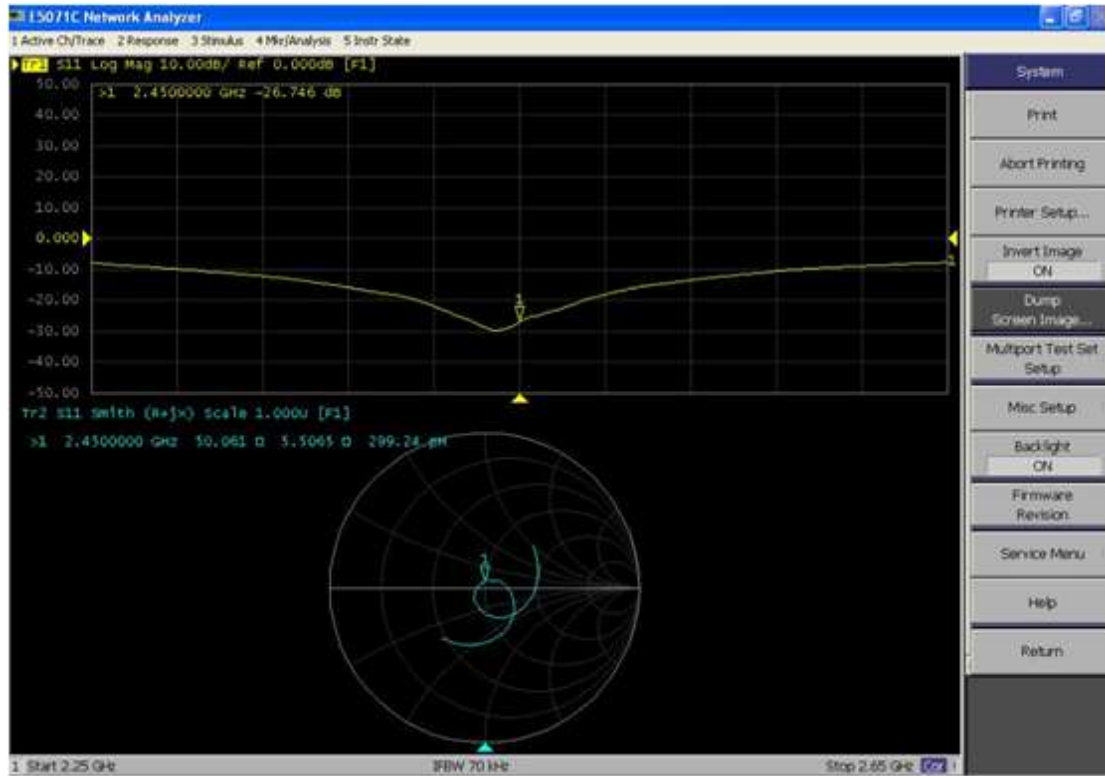 E5071C Network Analyzer
1 Active Ch/Trace 2 Response 3 Stimulus 4 Mkr/Analysis 5 Instr State
Tr1 S11 Log Mag 10.00dB/ Ref 0.000dB [F1]
50.00
>1 2.4500000 GHz -26.746 dB
40.00
30.00
20.00
10.00
0.000
-10.00
-20.00
1
-30.00
-40.00
-50.00
Tr2 S11 Smith (R+jX) Scale 1.000U [F1]
>1 2.4500000 GHz 50.061 Ω 5.5065 Ω 299.24 pH
1
1 Start 2.25 GHz
IFBW 70 kHz
Stop 2.65 GHz Cor !
System
Print
Abort Printing
Printer Setup...
Invert Image
ON
Dump
Screen Image...
Multiport Test Set
Setup
Misc Setup
Backlight
ON
Firmware
Revision
Service Menu
Help
Return